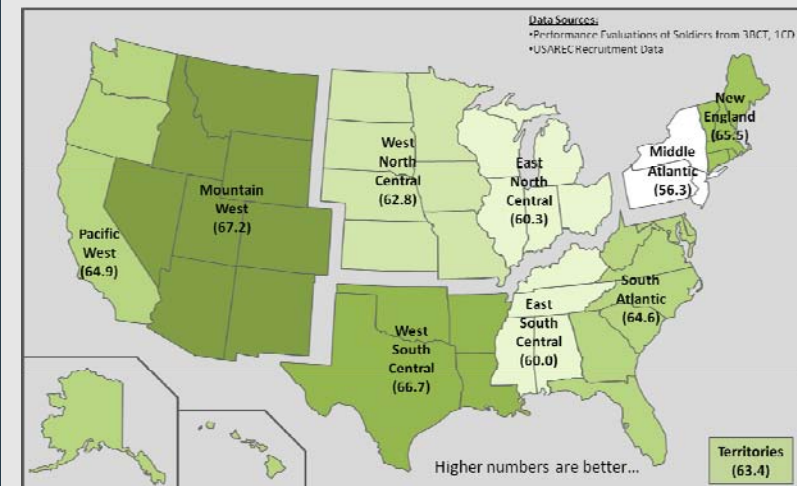 Data Sources:
•Performance Evaluations of Soldiers from 3BCT, 1CD
•USAREC Recruitment Data
New
England
(65.5)
Middle
Atlantic
(56.3)
West
North
Central
(62.8)
East
North
Central
(60.3)
Mountain
West
(67.2)
Pacific
West
(64.9)
South
Atlantic
(64.6)
East
South
Central
(60.0)
West
South
Central
(66.7)
Higher numbers are better...
Territories
(63.4)